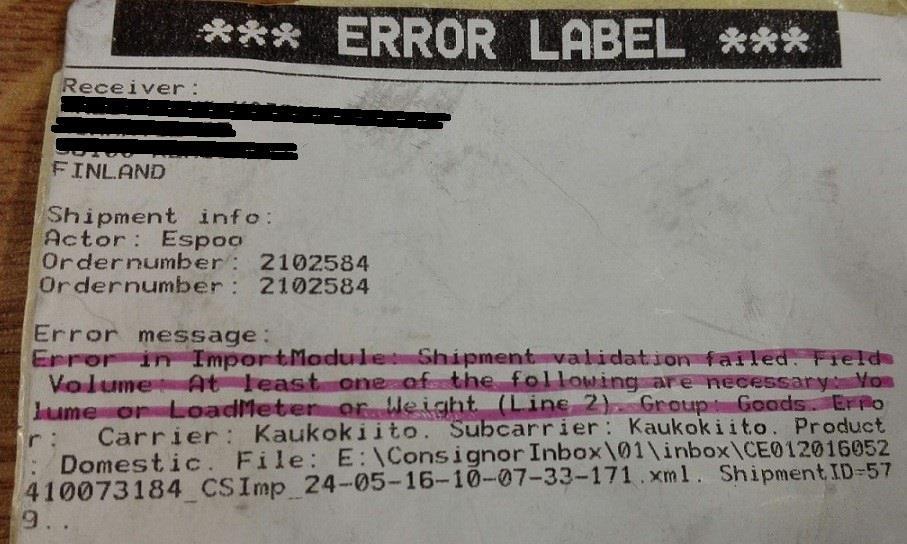 *** ERROR LABEL ***
Receiver:
FINLAND
Shipment info:
Actor: Espoo
Ordernumber: 2102584
Ordernumber: 2102584
Error message:
Error in ImportModule: Shipment validation failed. Field
Volume: At least one of the following are necessary: Vo
lume or LoadMeter or Weight (Line 2). Group: Goods. Erro
r:  Carrier: Kaukokiito. Subcarrier: Kaukokiito. Product
: Domestic. File: E:\ConsignorInbox\01\inbox\CE012016052
410073184_CSImp_24-05-16-10-07-33-171.xml. ShipmentID=57
9..